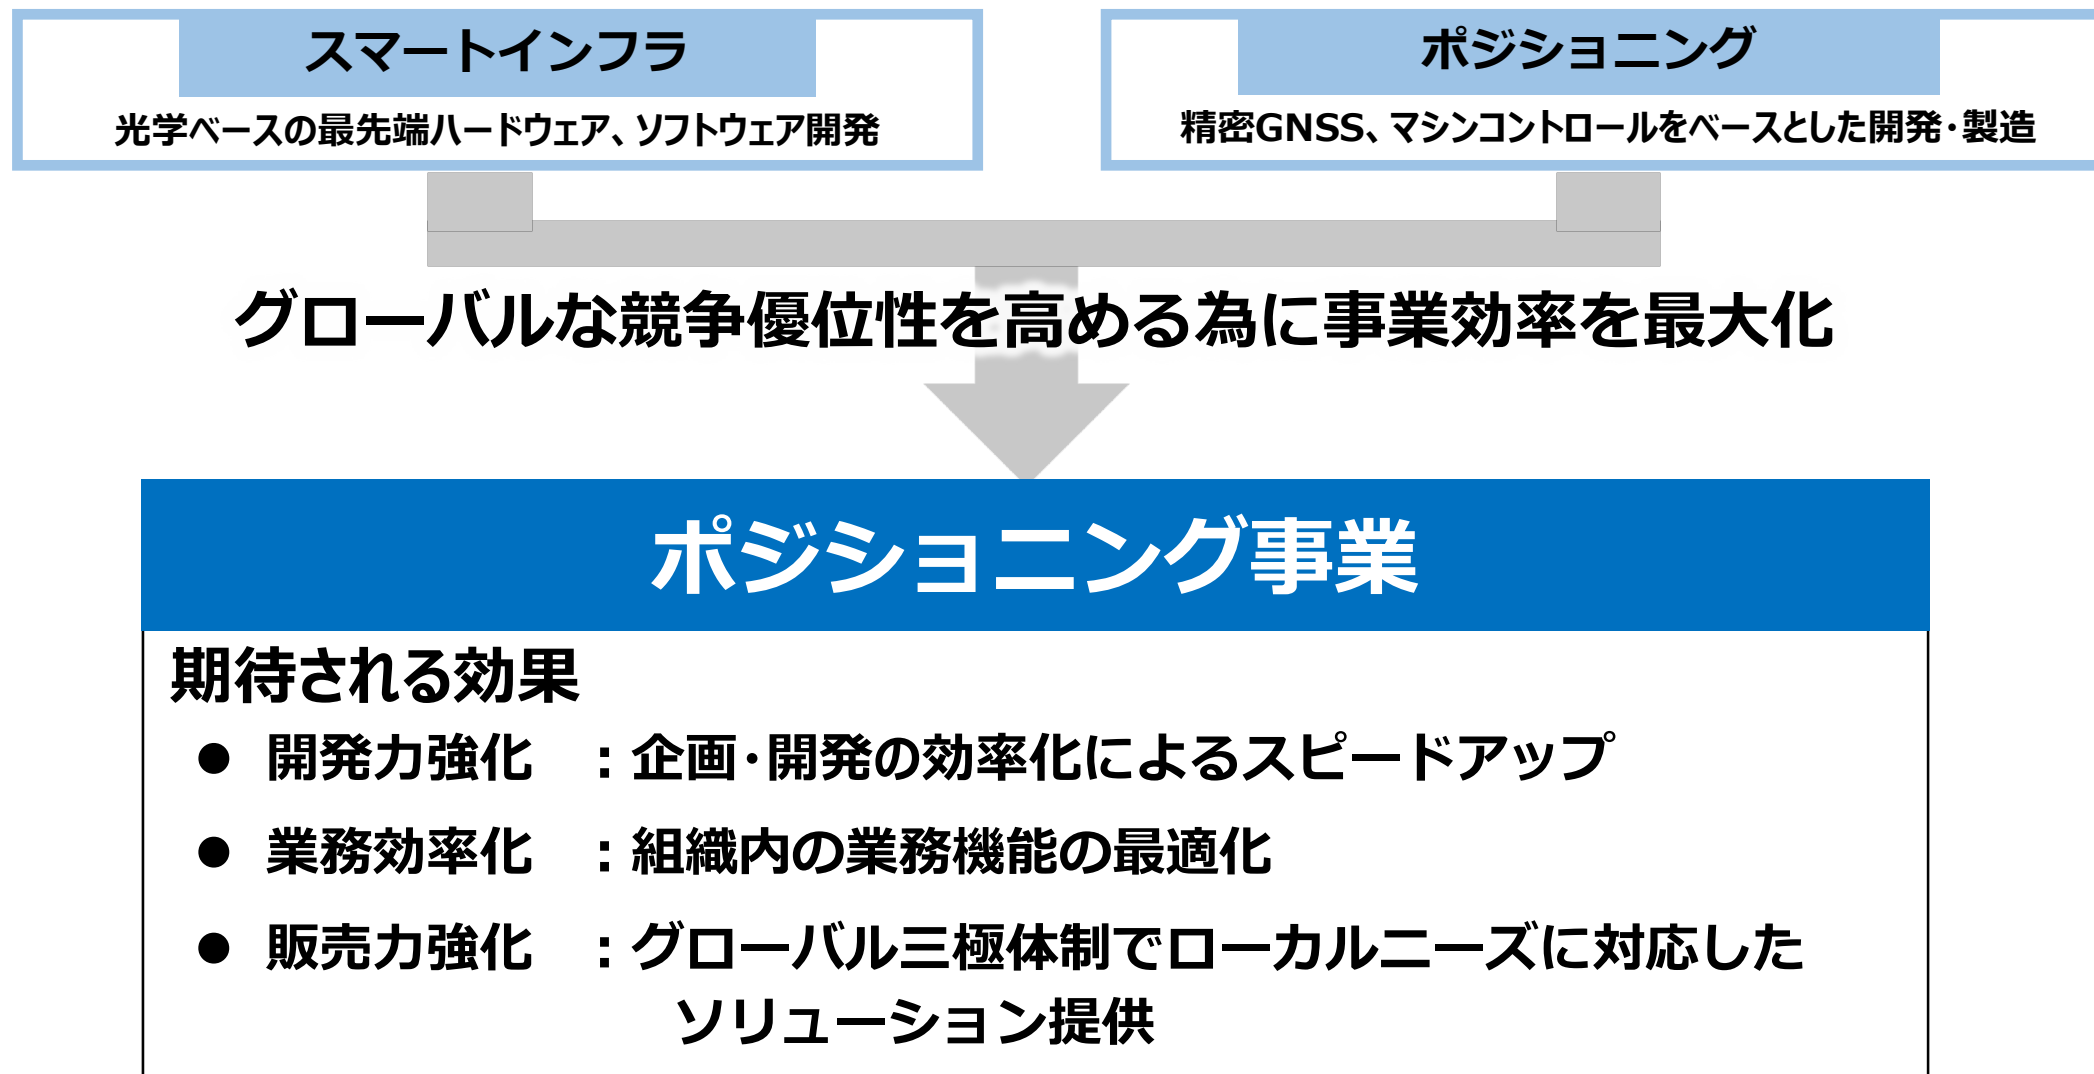 スマートインフラ
光学ベースの最先端ハードウェア、ソフトウェア開発
ポジショニング
精密GNSS、マシンコントロールをベースとした開発・製造
グローバルな競争優位性を高める為に事業効率を最大化
ポジショニング事業
期待される効果
● 開発力強化 ：企画・開発の効率化によるスピードアップ
● 業務効率化 ：組織内の業務機能の最適化
● 販売力強化 ：グローバル三極体制でローカルニーズに対応した
ソリューション提供